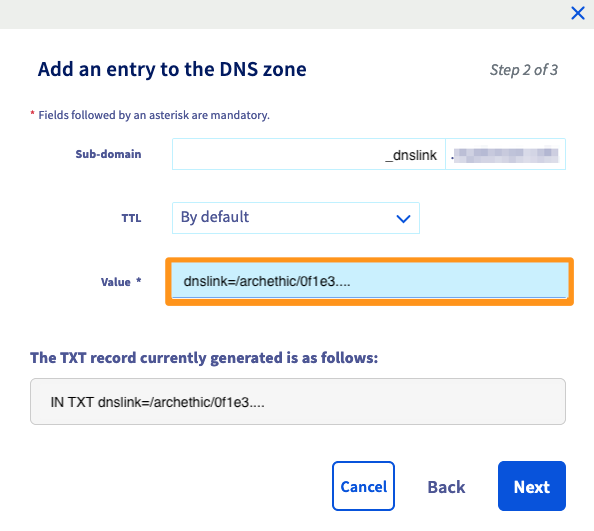 Add an entry to the DNS zone
Step 2 of 3
* Fields followed by an asterisk are mandatory.
Sub-domain
_dnslink
.
TTL
By default
Value *
dnslink=/archethic/0f1e3....
The TXT record currently generated is as follows:
IN TXT dnslink=/archethic/0f1e3....
Cancel
Back
Next